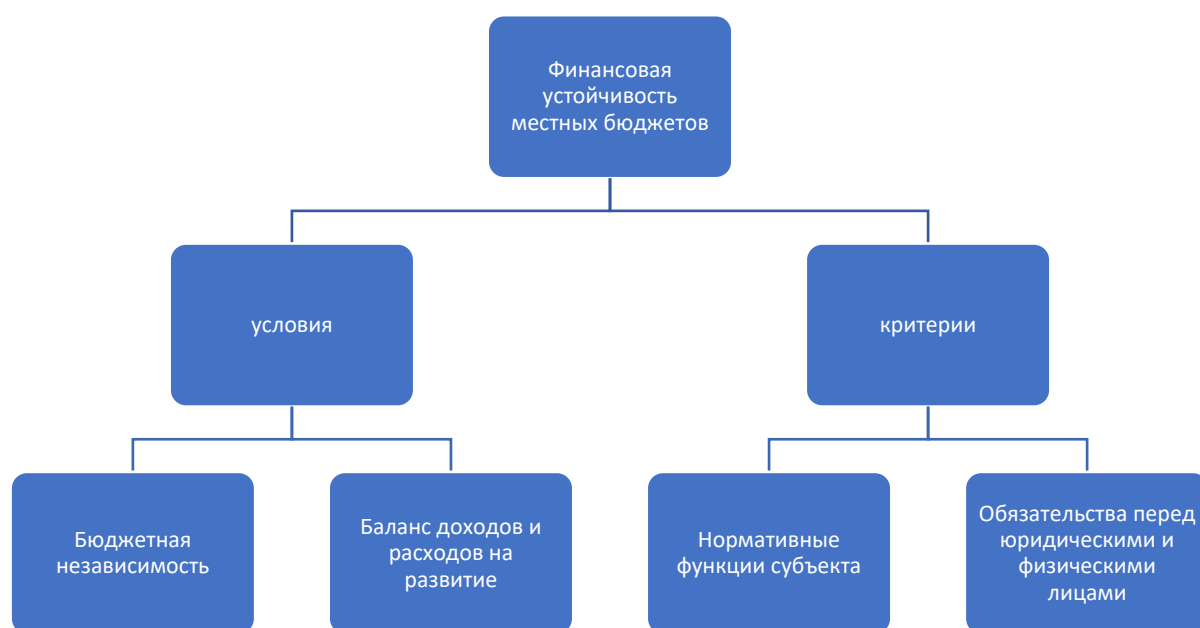 Финансовая
устойчивость
местных бюджетов
условия
критерии
Бюджетная
независимость
Баланс доходов и
расходов на
развитие
Нормативные
функции субъекта
Обязательства перед
юридическими и
физическими
лицами